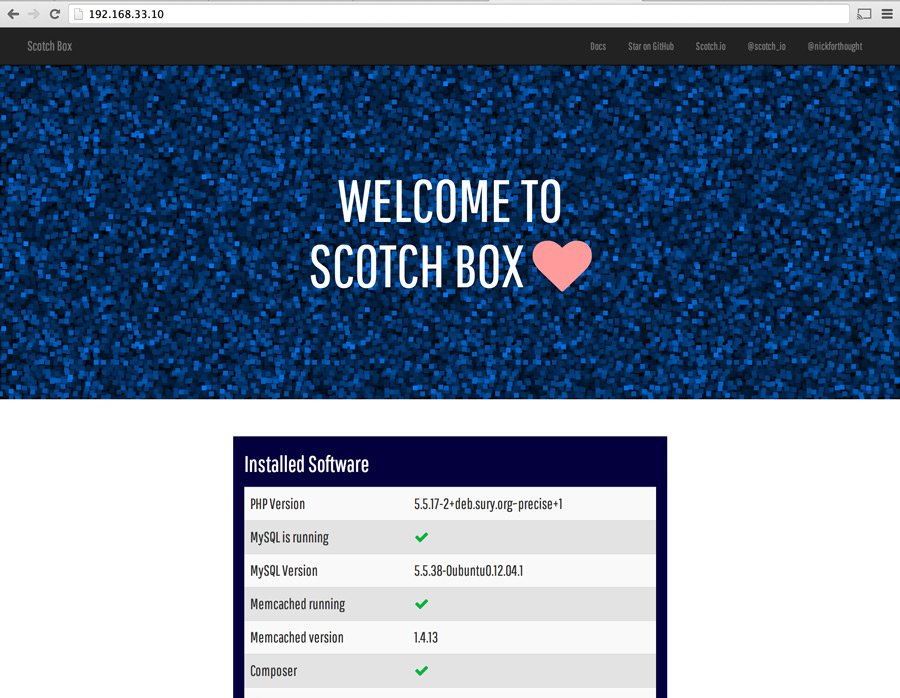 192.168.33.10
Scotch Box Docs Star on GitHub Scotch.io @scotch_io @nickforthought
WELCOME TO
SCOTCH BOX
Installed Software
PHP Version 5.5.17-2+deb.sury.org~precise+1
MySQL is running
MySQL Version 5.5.38-0ubuntu0.12.04.1
Memcached running
Memcached version 1.4.13
Composer